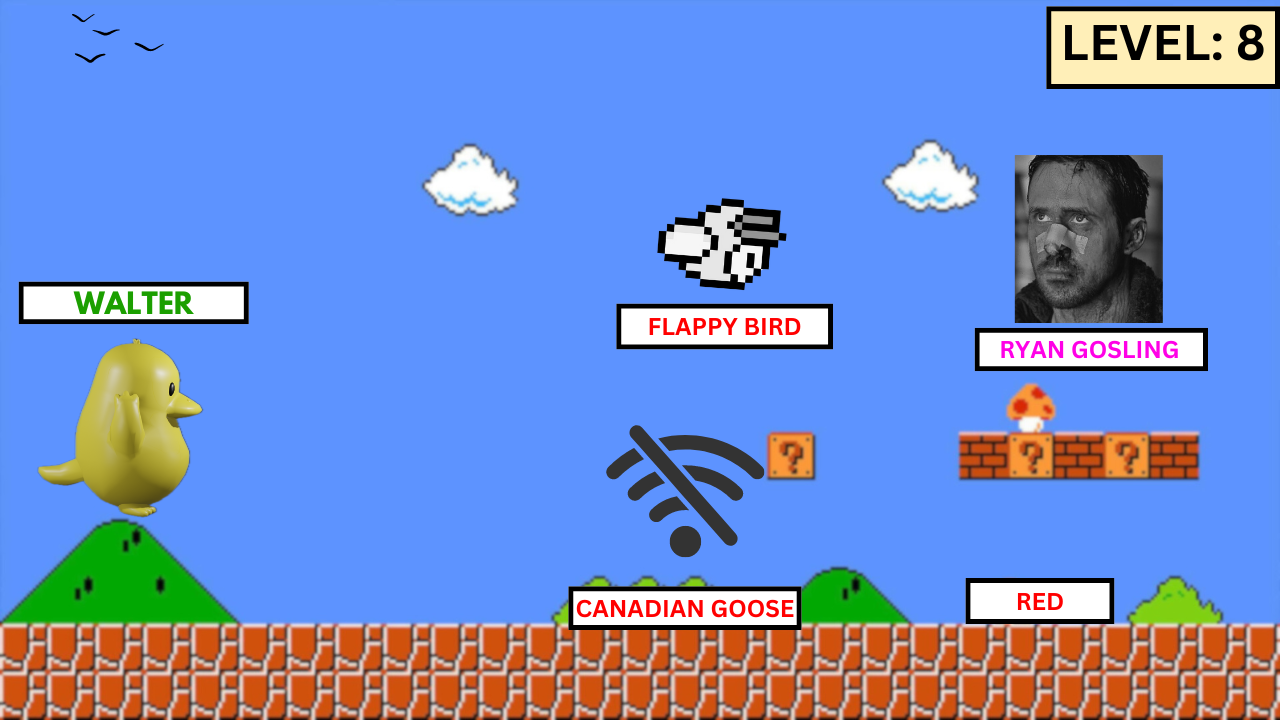 LEVEL: 8
WALTER
FLAPPY BIRD
RYAN GOSLING
?
? ?
CANADIAN GOOSE
RED